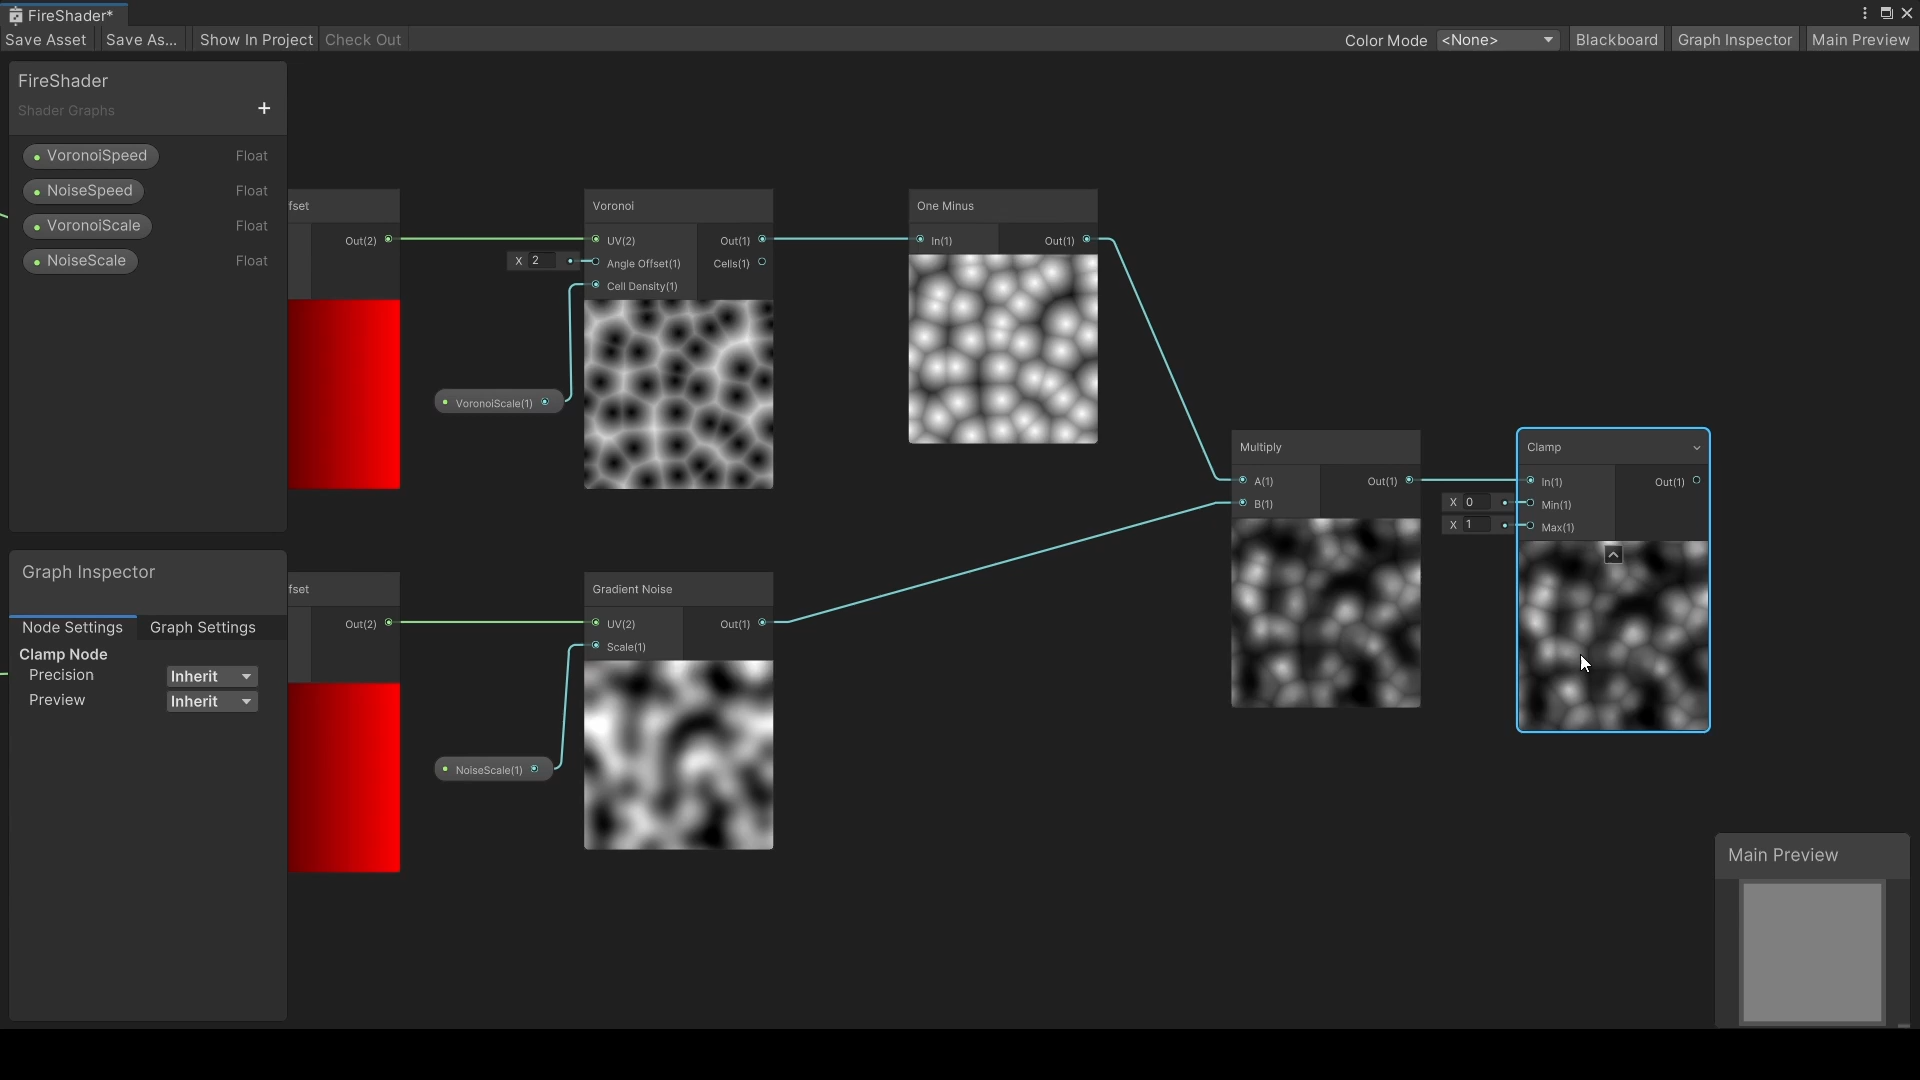 FireShader*
Save Asset
Save As...
Show In Project
Check Out
Color Mode
<None>
Blackboard
Graph Inspector
Main Preview
FireShader
Shader Graphs
+
VoronoiSpeed Float
NoiseSpeed Float
VoronoiScale Float
NoiseScale Float
fset
Out(2)
Voronoi
UV(2)
Out(1)
X 2
Angle Offset(1)
Cells(1)
Cell Density(1)
VoronoiScale(1)
One Minus
In(1)
Out(1)
Multiply
A(1)
Out(1)
B(1)
Clamp
In(1)
Out(1)
X 0
Min(1)
X 1
Max(1)
Graph Inspector
Node Settings
Graph Settings
Clamp Node
Precision Inherit
Preview Inherit
fset
Out(2)
Gradient Noise
UV(2)
Out(1)
Scale(1)
NoiseScale(1)
Main Preview